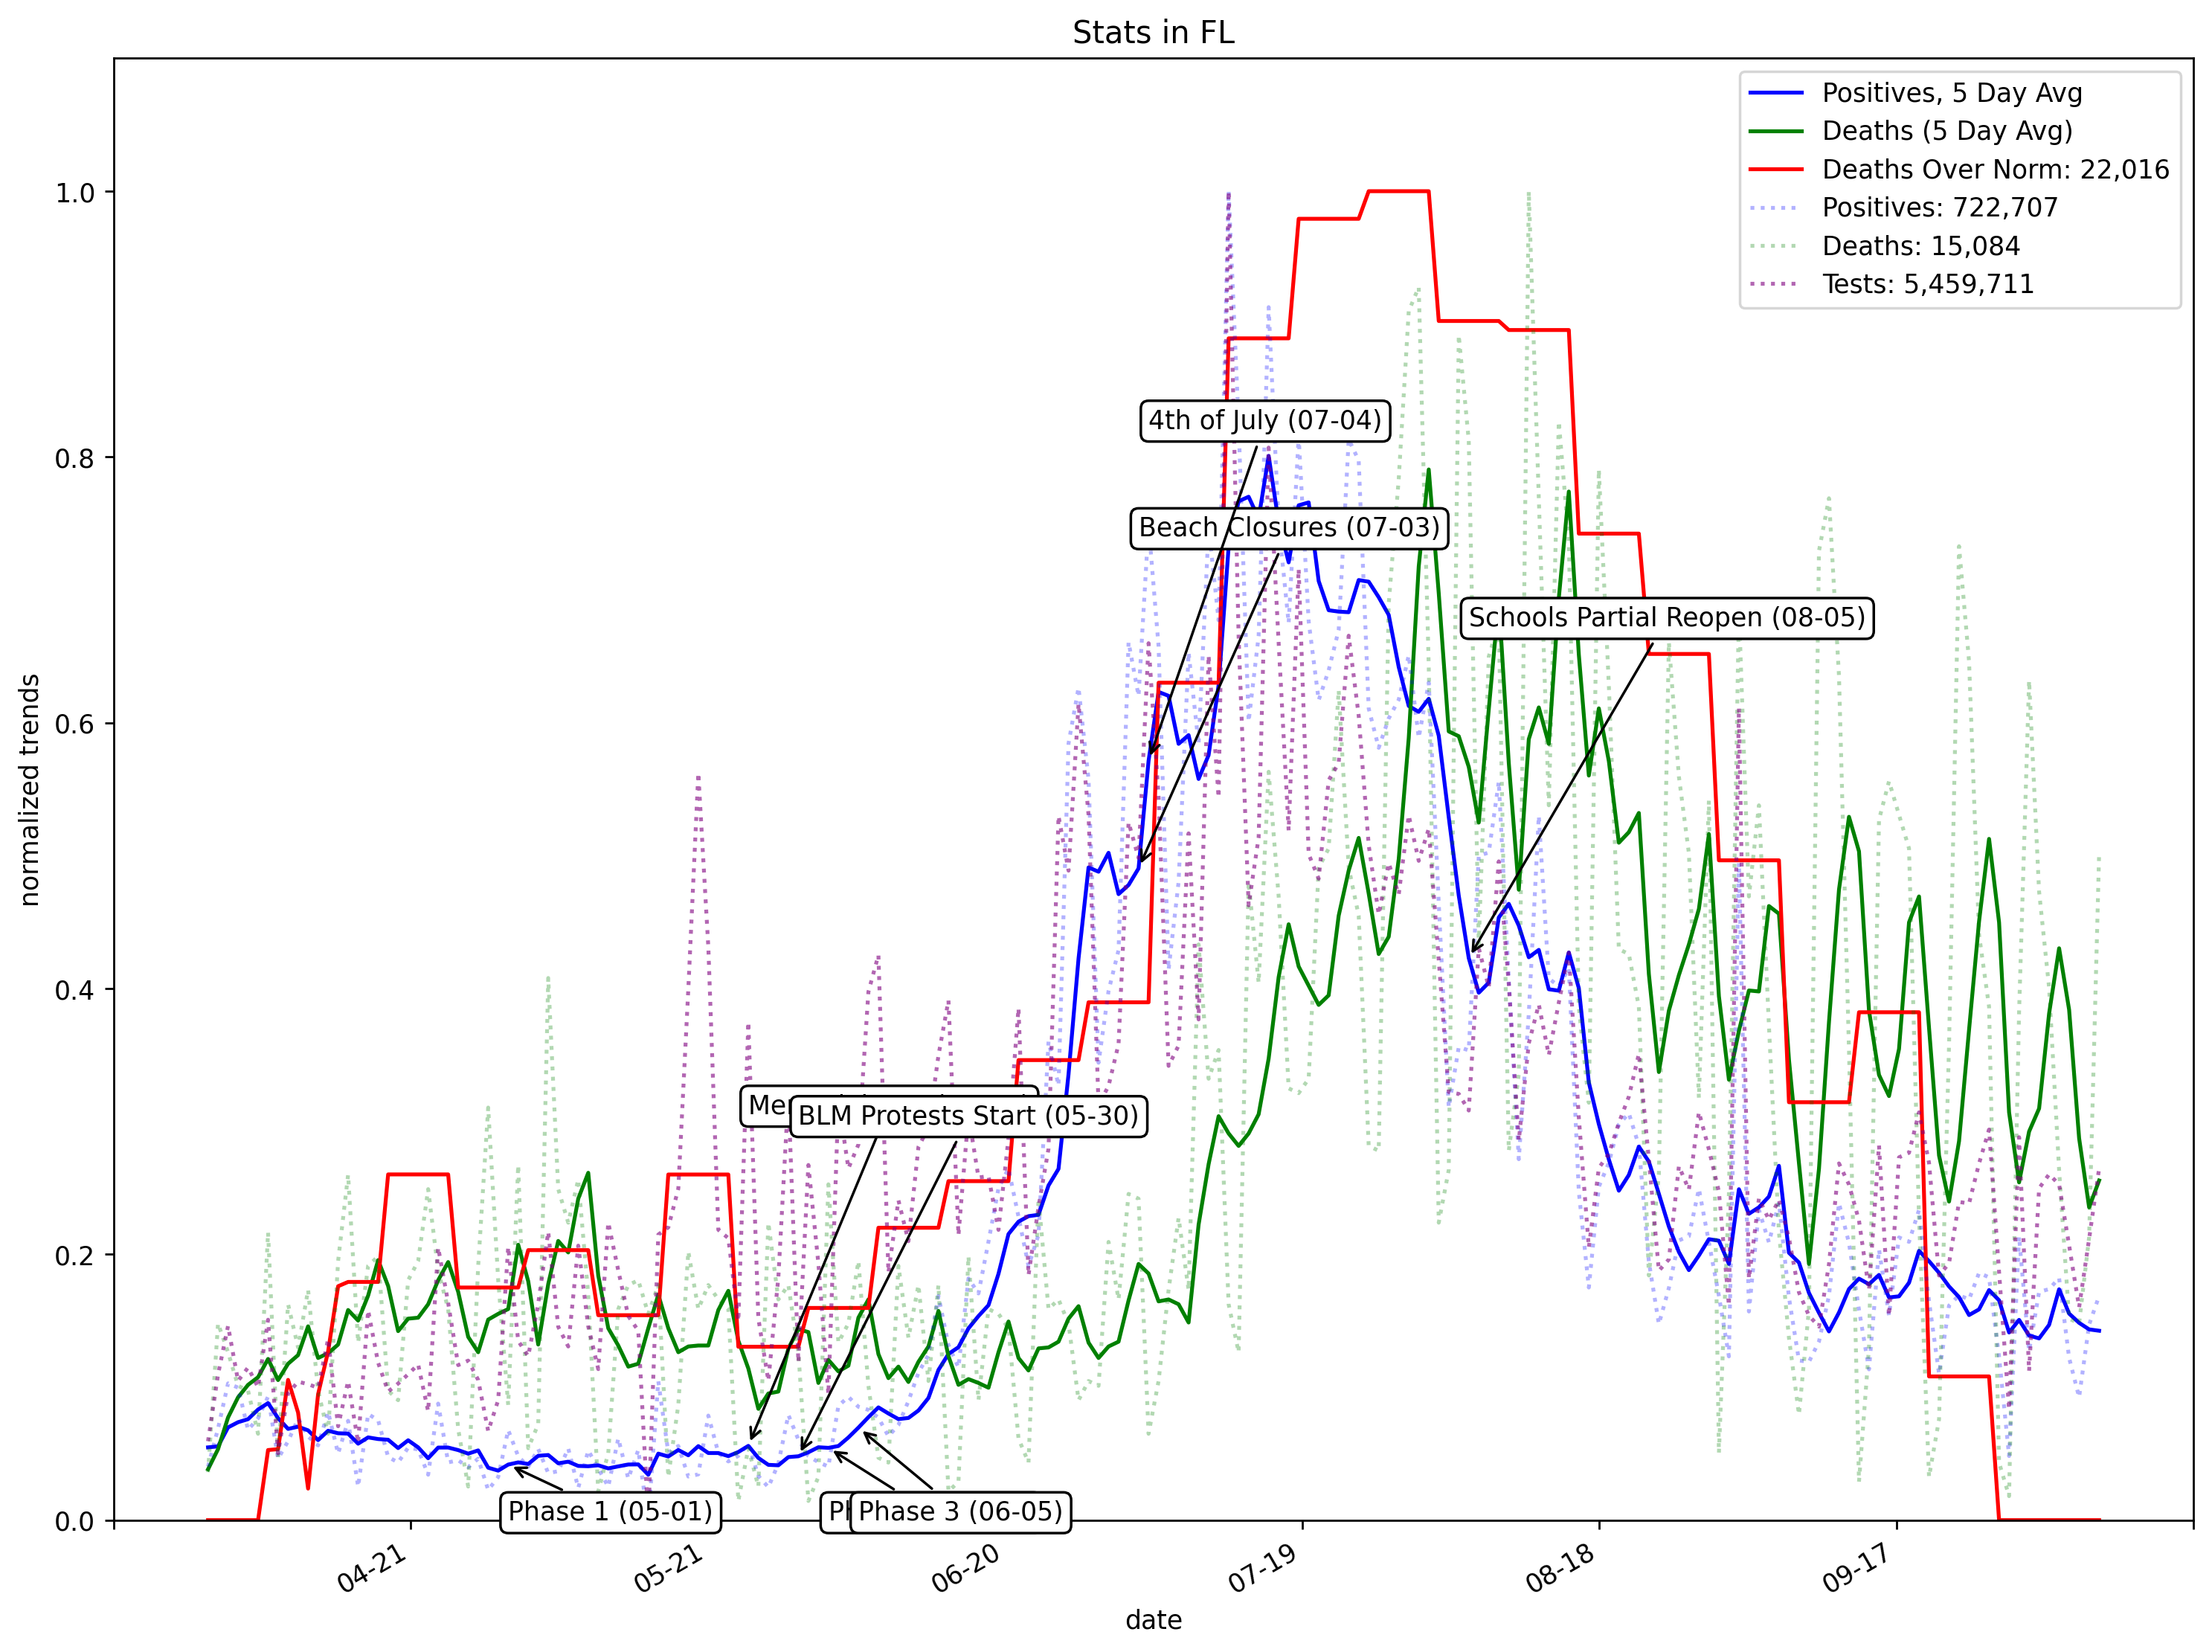 Stats in FL
Positives, 5 Day Avg
Deaths (5 Day Avg)
Deaths Over Norm: 22,016
Positives: 722,707
Deaths: 15,084
Tests: 5,459,711
1.0
0.8
0.6
0.4
0.2
0.0
normalized trends
4th of July (07-04)
Beach Closures (07-03)
Schools Partial Reopen (08-05)
BLM Protests Start (05-30)
Phase 1 (05-01)
Phase 3 (06-05)
04-21
05-21
06-20
07-19
08-18
09-17
date